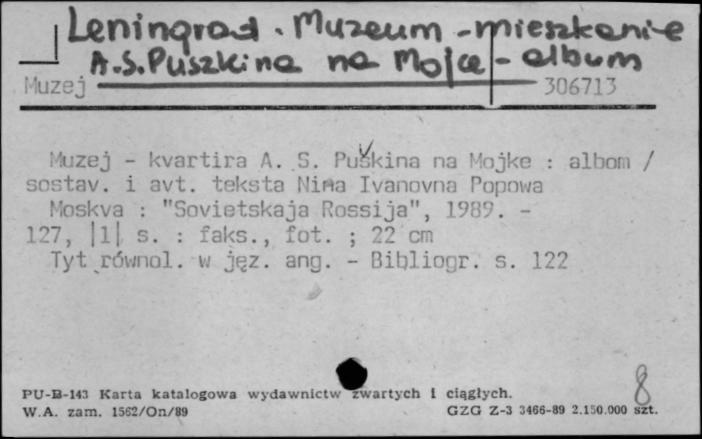 Leningrad. Muzeum - mieszkanie
A.S. Puszkina na Mojce - album
Muzej 306713
Muzej - kvartira A. S. Puškina na Mojke : albom /
sostav. i avt. teksta Nina Ivanovna Popowa
Moskva : "Sovietskaja Rossija", 1989. -
127, |1| s. : faks., fot. ; 22 cm
Tyt równol. w jęz. ang. - Bibliogr. s. 122
8
PU-B-143 Karta katalogowa wydawnictw zwartych i ciągłych.
W.A. zam. 1562/On/89 GZG Z-3 3466-89 2.150.000 szt.